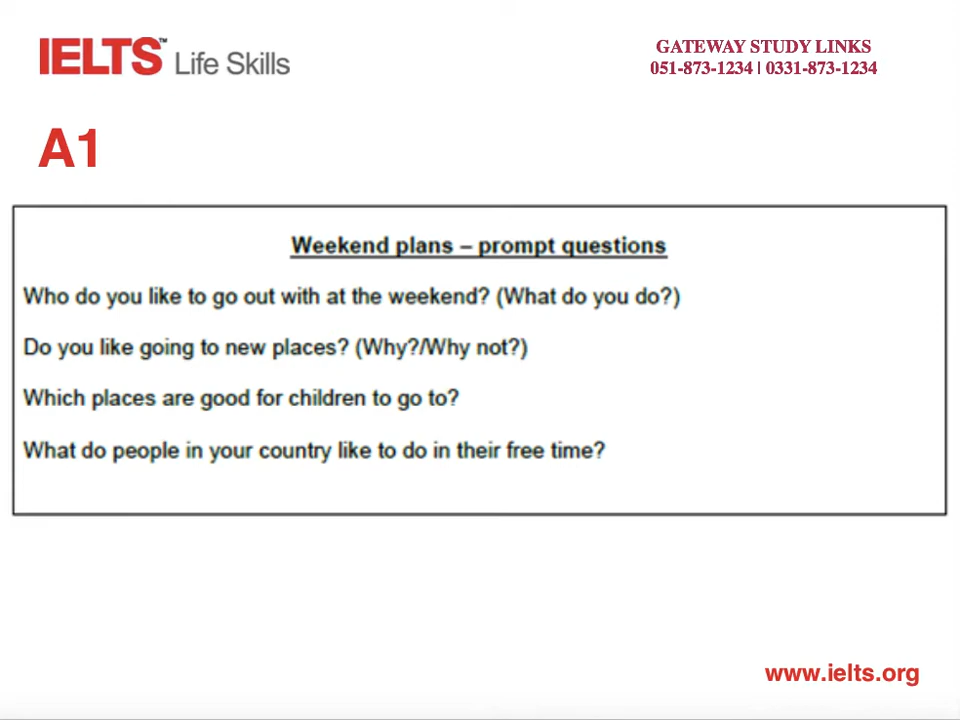 IELTS™ Life Skills
GATEWAY STUDY LINKS
051-873-1234 | 0331-873-1234
A1
Weekend plans – prompt questions
Who do you like to go out with at the weekend? (What do you do?)
Do you like going to new places? (Why?/Why not?)
Which places are good for children to go to?
What do people in your country like to do in their free time?
www.ielts.org